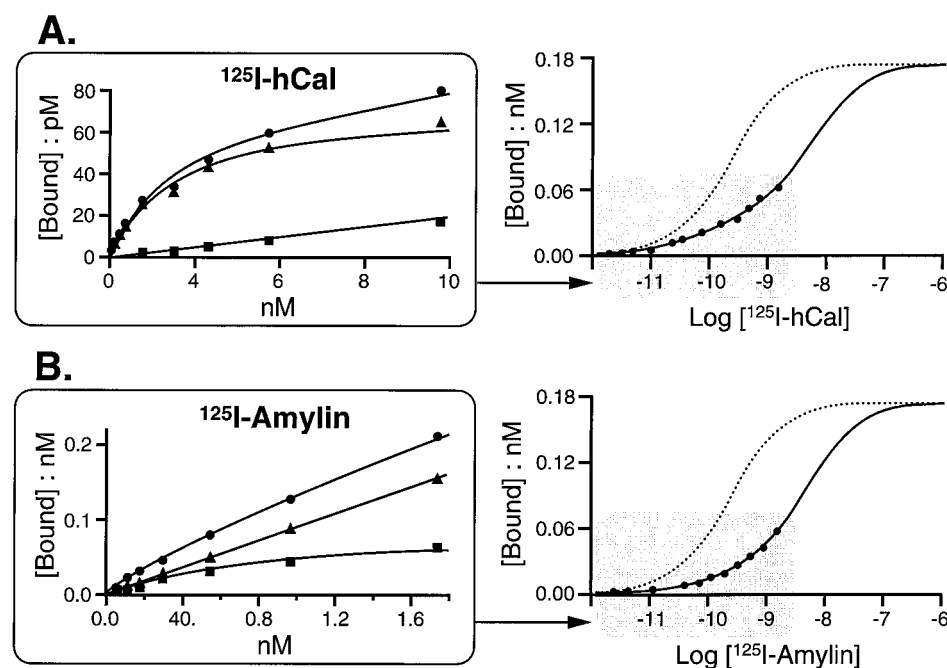 A.
¹²⁵I-hCal
[Bound] : pM
80
60
40
20
0
0 2 4 6 8 10
nM
[Bound] : nM
0.18
0.12
0.06
0.00
-11 -10 -9 -8 -7 -6
Log [¹²⁵I-hCal]
B.
¹²⁵I-Amylin
[Bound] : nM
0.2
0.1
0.0
0.0 40. 0.8 1.2 1.6
nM
[Bound] : nM
0.18
0.12
0.06
0.00
-11 -10 -9 -8 -7 -6
Log [¹²⁵I-Amylin]